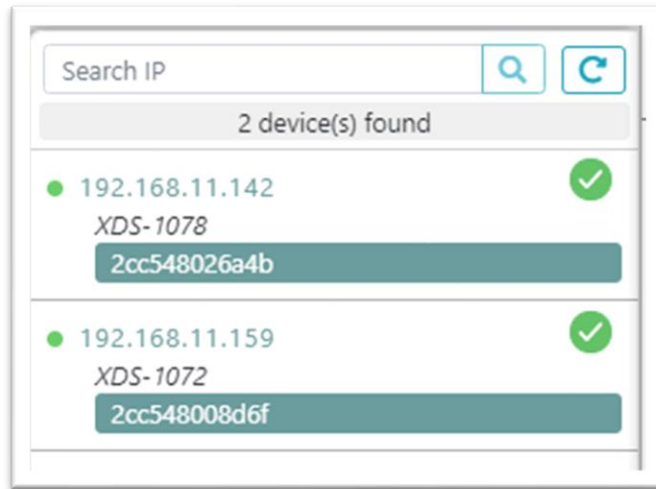 Search IP
2 device(s) found
192.168.11.142
XDS-1078
2cc548026a4b
192.168.11.159
XDS-1072
2cc548008d6f